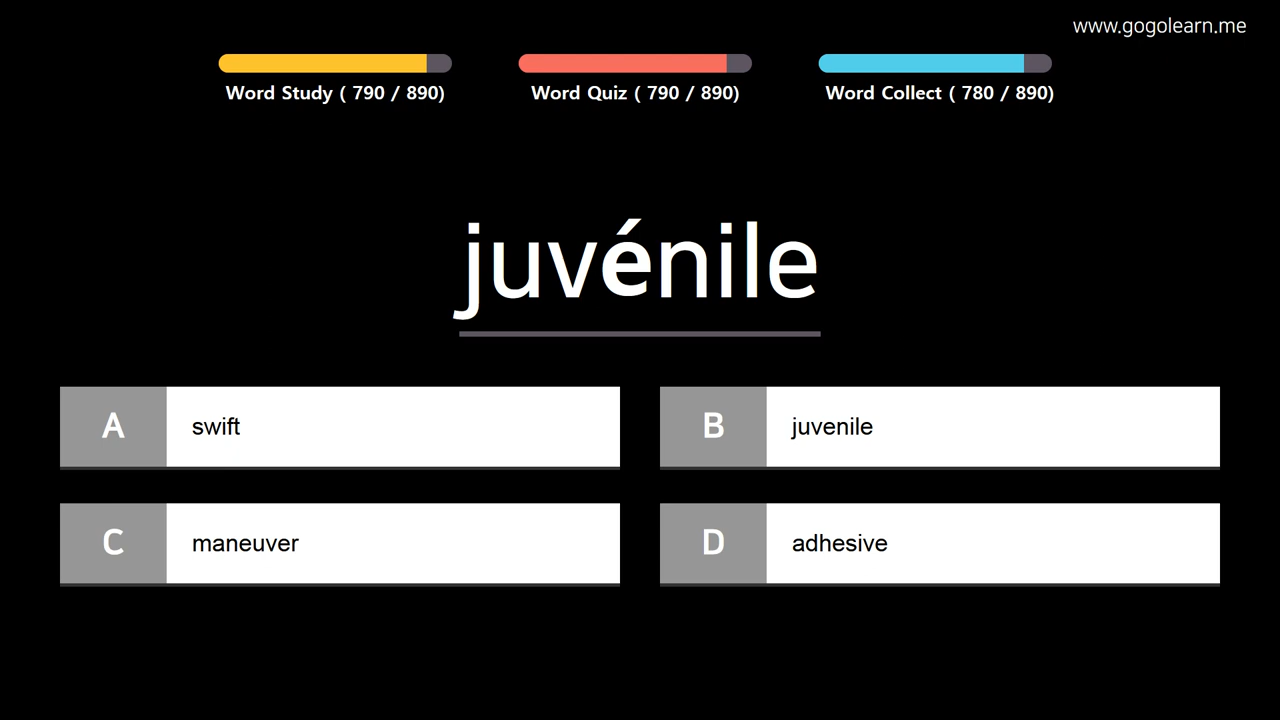 www.gogolearn.me
Word Study ( 790 / 890)
Word Quiz ( 790 / 890)
Word Collect ( 780 / 890)
juvénile
A swift
B juvenile
C maneuver
D adhesive